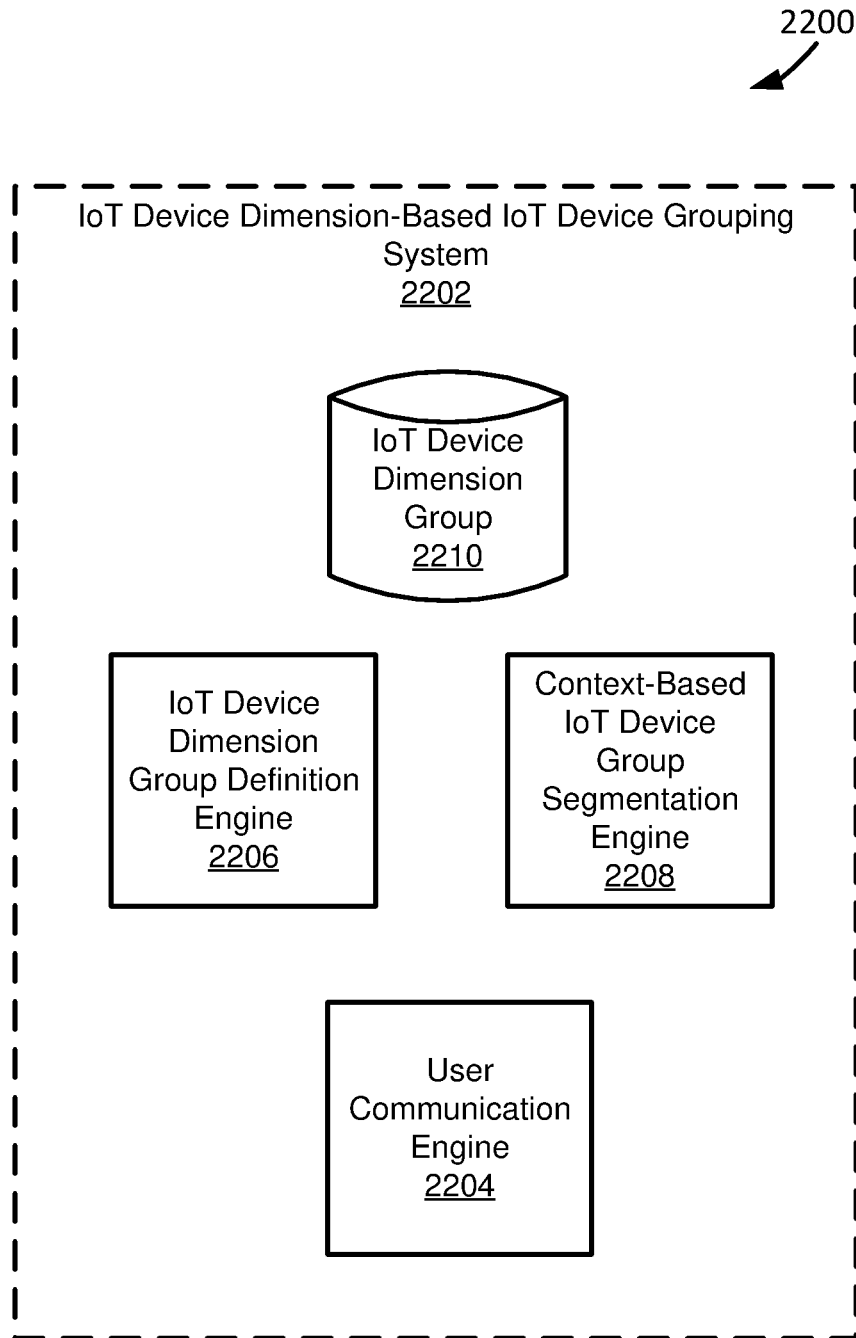 2200
IoT Device Dimension-Based IoT Device Grouping
System
2202
IoT Device
Dimension
Group
2210
IoT Device
Dimension
Group Definition
Engine
2206
Context-Based
IoT Device
Group
Segmentation
Engine
2208
User
Communication
Engine
2204